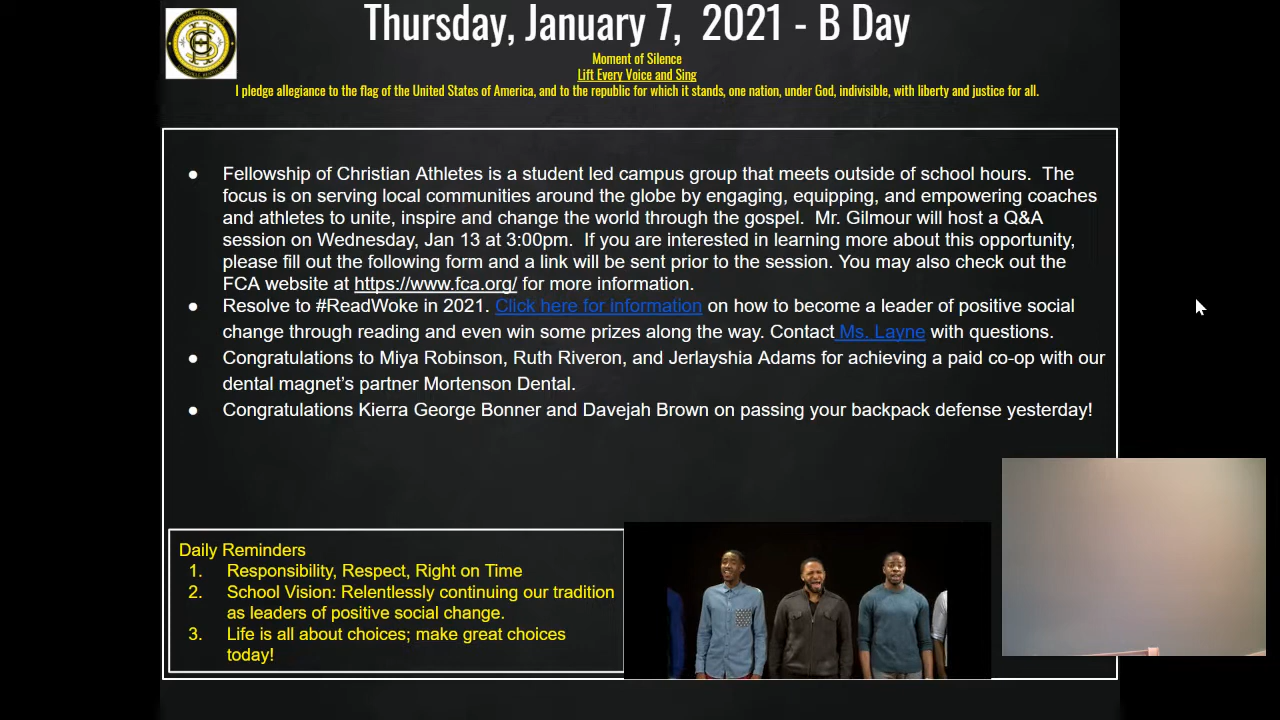 Thursday, January 7, 2021 - B Day
Moment of Silence
Lift Every Voice and Sing
I pledge allegiance to the flag of the United States of America, and to the republic for which it stands, one nation, under God, indivisible, with liberty and justice for all.
● Fellowship of Christian Athletes is a student led campus group that meets outside of school hours. The
focus is on serving local communities around the globe by engaging, equipping, and empowering coaches
and athletes to unite, inspire and change the world through the gospel. Mr. Gilmour will host a Q&A
session on Wednesday, Jan 13 at 3:00pm. If you are interested in learning more about this opportunity,
please fill out the following form and a link will be sent prior to the session. You may also check out the
FCA website at https://www.fca.org/ for more information.
● Resolve to #ReadWoke in 2021. Click here for information on how to become a leader of positive social
change through reading and even win some prizes along the way. Contact Ms. Layne with questions.
● Congratulations to Miya Robinson, Ruth Riveron, and Jerlayshia Adams for achieving a paid co-op with our
dental magnet's partner Mortenson Dental.
● Congratulations Kierra George Bonner and Davejah Brown on passing your backpack defense yesterday!
Daily Reminders
1. Responsibility, Respect, Right on Time
2. School Vision: Relentlessly continuing our tradition
as leaders of positive social change.
3. Life is all about choices; make great choices
today!